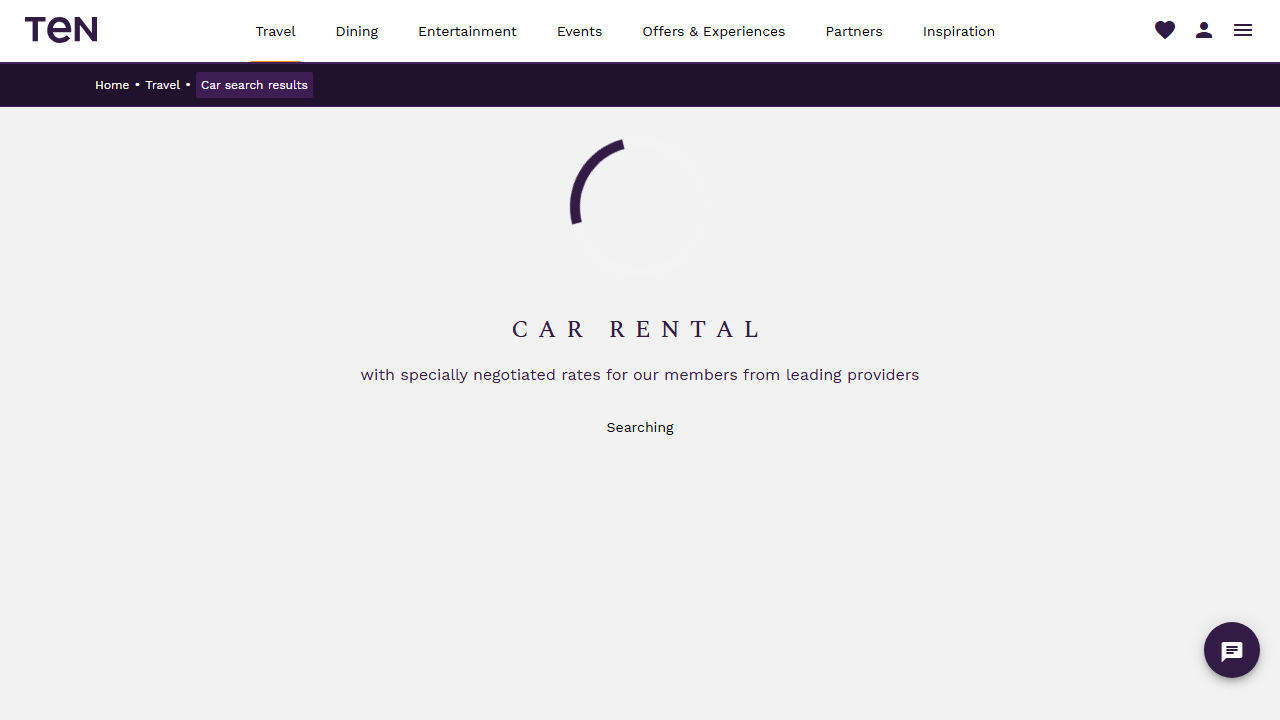 TeN
Travel Dining Entertainment Events Offers & Experiences Partners Inspiration
Home • Travel • Car search results
CAR RENTAL
with specially negotiated rates for our members from leading providers
Searching